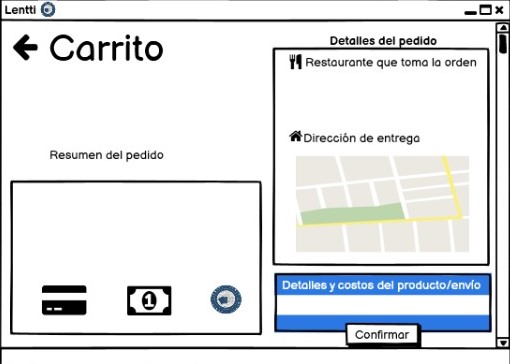 Lentti
Carrito
Resumen del pedido
Detalles del pedido
Restaurante que toma la orden
Dirección de entrega
Detalles y costos del producto/envío
Confirmar
1